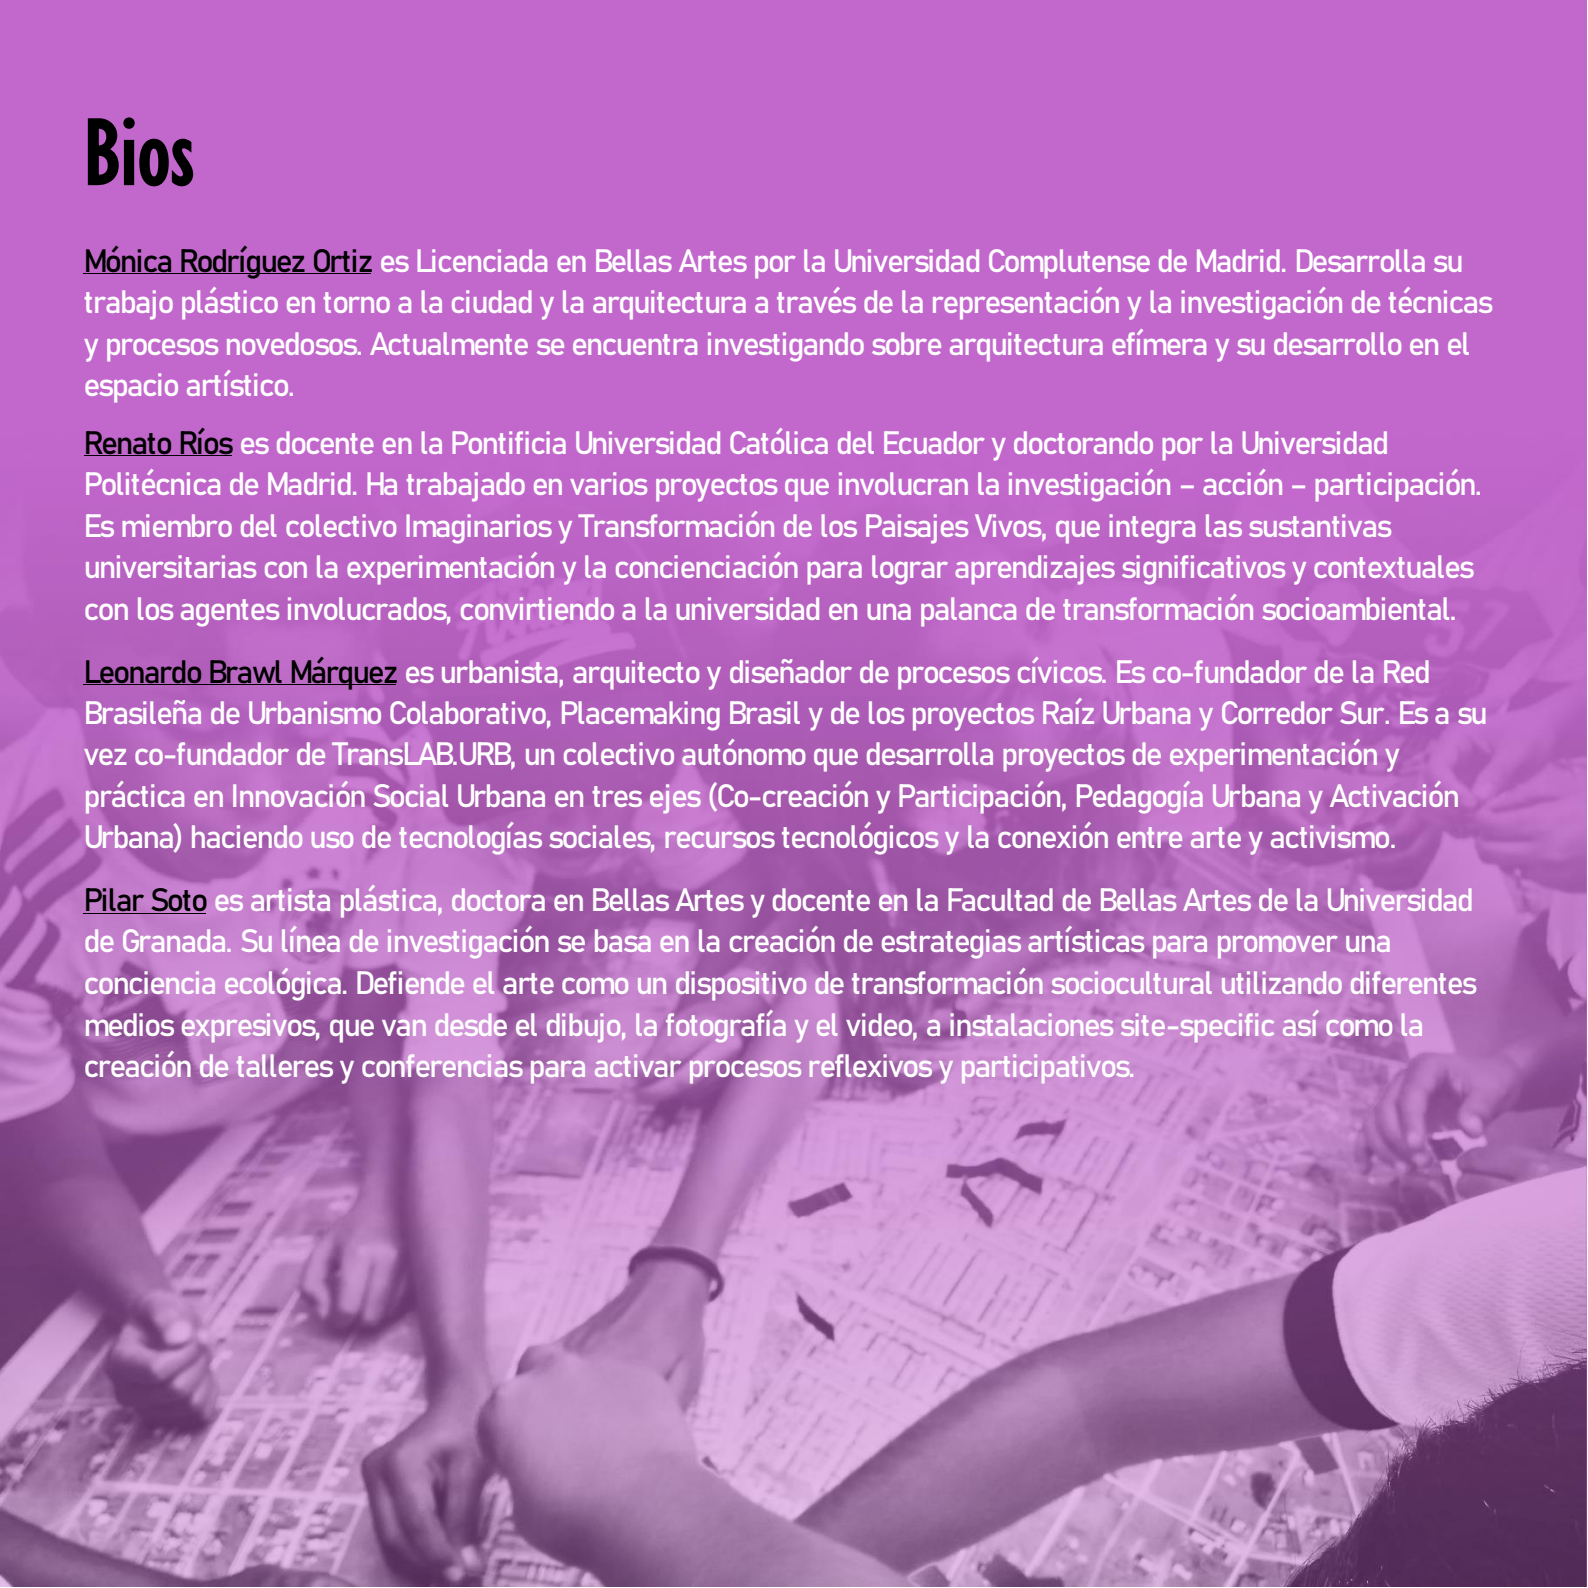 Bios
Mónica Rodríguez Ortiz es Licenciada en Bellas Artes por la Universidad Complutense de Madrid. Desarrolla su
trabajo plástico en torno a la ciudad y la arquitectura a través de la representación y la investigación de técnicas
y procesos novedosos. Actualmente se encuentra investigando sobre arquitectura efímera y su desarrollo en el
espacio artístico.
Renato Ríos es docente en la Pontificia Universidad Católica del Ecuador y doctorando por la Universidad
Politécnica de Madrid. Ha trabajado en varios proyectos que involucran la investigación – acción – participación.
Es miembro del colectivo Imaginarios y Transformación de los Paisajes Vivos, que integra las sustantivas
universitarias con la experimentación y la concienciación para lograr aprendizajes significativos y contextuales
con los agentes involucrados, convirtiendo a la universidad en una palanca de transformación socioambiental.
Leonardo Brawl Márquez es urbanista, arquitecto y diseñador de procesos cívicos. Es co-fundador de la Red
Brasileña de Urbanismo Colaborativo, Placemaking Brasil y de los proyectos Raíz Urbana y Corredor Sur. Es a su
vez co-fundador de TransLAB.URB, un colectivo autónomo que desarrolla proyectos de experimentación y
práctica en Innovación Social Urbana en tres ejes (Co-creación y Participación, Pedagogía Urbana y Activación
Urbana) haciendo uso de tecnologías sociales, recursos tecnológicos y la conexión entre arte y activismo.
Pilar Soto es artista plástica, doctora en Bellas Artes y docente en la Facultad de Bellas Artes de la Universidad
de Granada. Su línea de investigación se basa en la creación de estrategias artísticas para promover una
conciencia ecológica. Defiende el arte como un dispositivo de transformación sociocultural utilizando diferentes
medios expresivos, que van desde el dibujo, la fotografía y el video, a instalaciones site-specific así como la
creación de talleres y conferencias para activar procesos reflexivos y participativos.
57